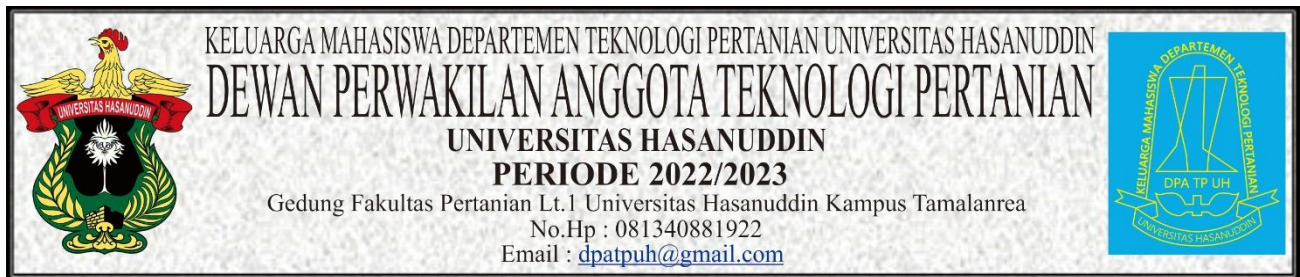 KELUARGA MAHASISWA DEPARTEMEN TEKNOLOGI PERTANIAN UNIVERSITAS HASANUDDIN
DEWAN PERWAKILAN ANGGOTA TEKNOLOGI PERTANIAN
UNIVERSITAS HASANUDDIN
PERIODE 2022/2023
Gedung Fakultas Pertanian Lt.1 Universitas Hasanuddin Kampus Tamalanrea
No.Hp : 081340881922
Email : dpatpuh@gmail.com
UNIVERSITAS HASANUDDIN
KELUARGA MAHASISWA DEPARTEMEN TEKNOLOGI PERTANIAN
DPA TP UH
UNIVERSITAS HASANUDDIN